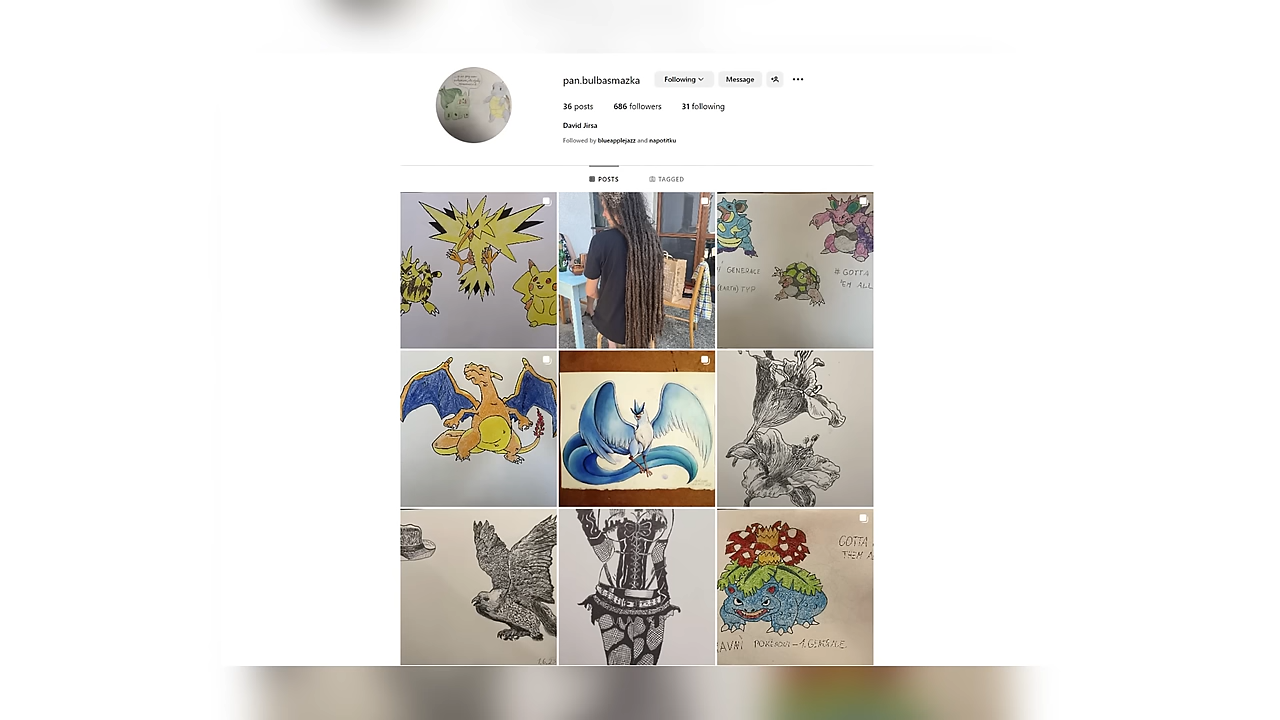 pan.bulbasmazka Following Message
36 posts 686 followers 31 following
David Jirsa
Followed by blueapplejazz and napotitku
POSTS TAGGED
GENERACE
(EARTH) TYP
# GOTTA
'EM ALL
GOTTA
THEM A
POKÉMONI - 1. GENERACE.